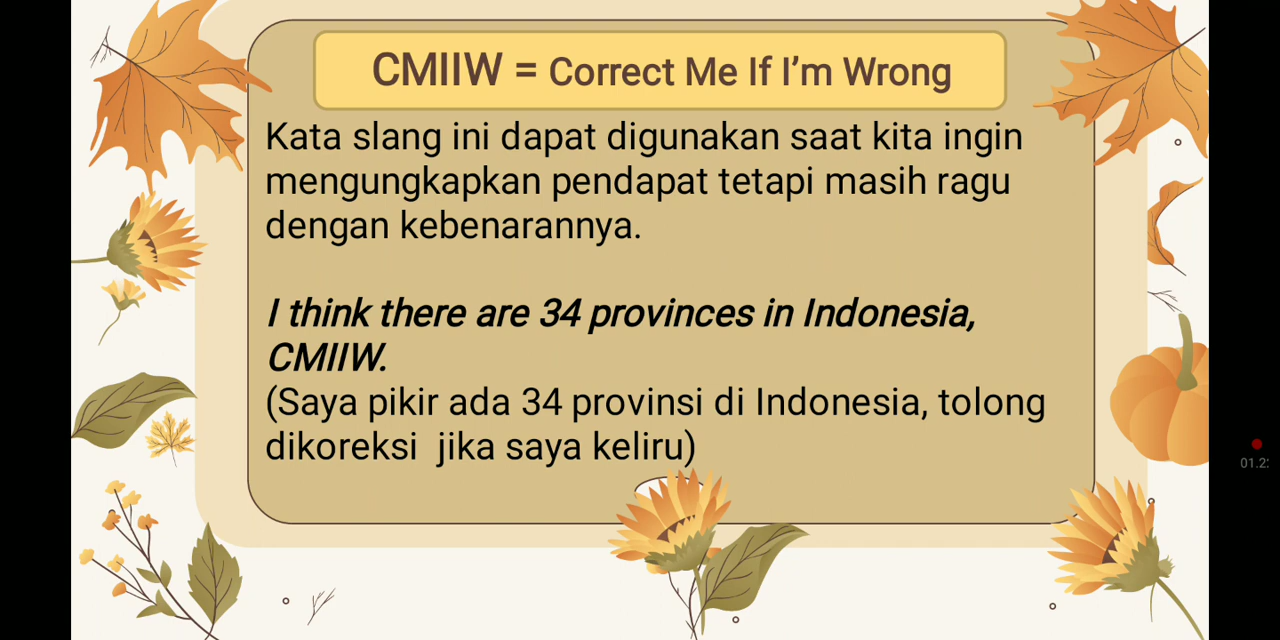 CMIIW = Correct Me If I'm Wrong
Kata slang ini dapat digunakan saat kita ingin
mengungkapkan pendapat tetapi masih ragu
dengan kebenarannya.
I think there are 34 provinces in Indonesia,
CMIIW.
(Saya pikir ada 34 provinsi di Indonesia, tolong
dikoreksi  jika saya keliru)
01.2: